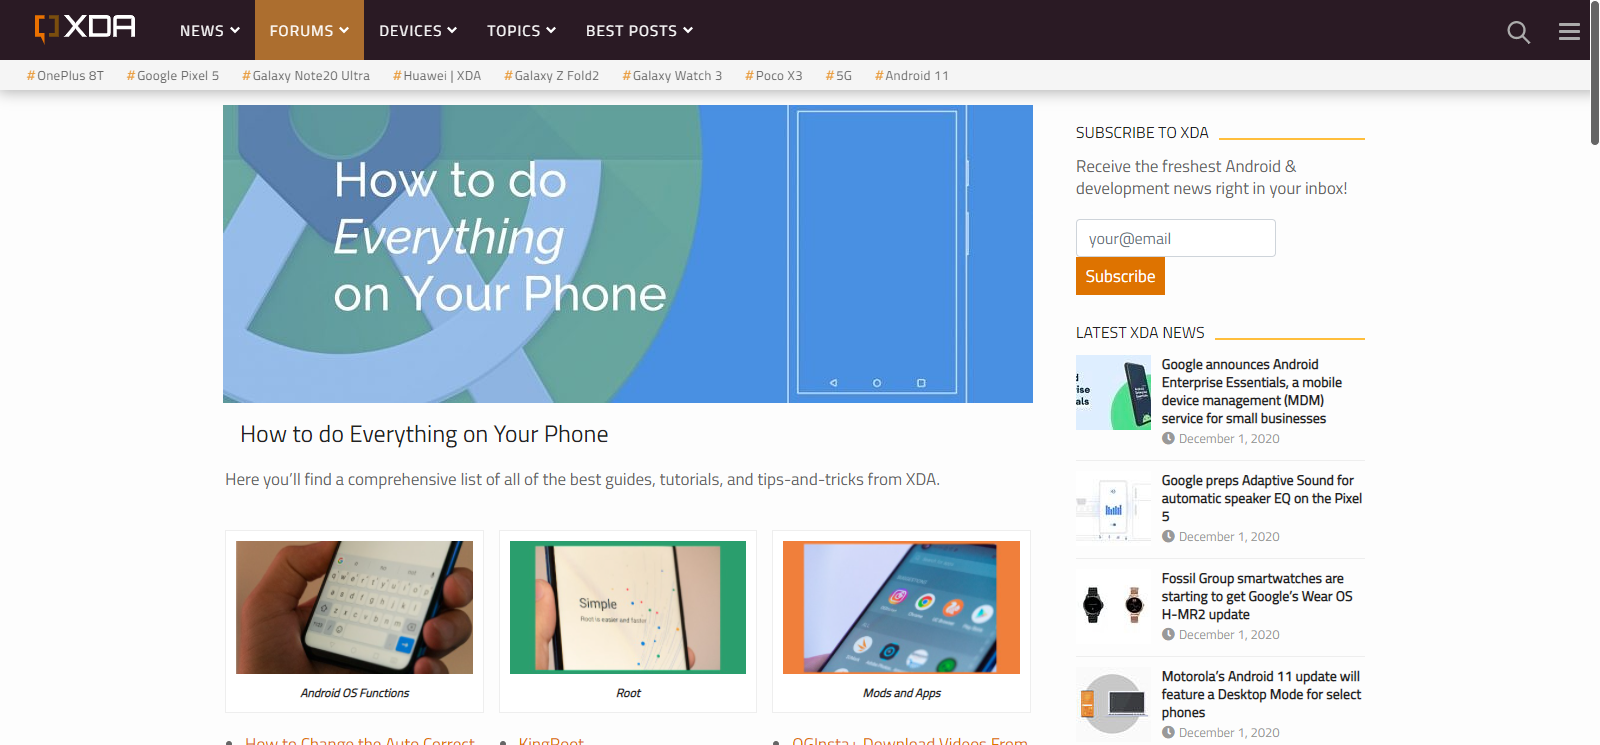 XDA
NEWS FORUMS DEVICES TOPICS BEST POSTS
#OnePlus 8T #Google Pixel 5 #Galaxy Note20 Ultra #Huawei | XDA #Galaxy Z Fold2 #Galaxy Watch 3 #Poco X3 #5G #Android 11
How to do
Everything
on Your Phone
How to do Everything on Your Phone
Here you’ll find a comprehensive list of all of the best guides, tutorials, and tips-and-tricks from XDA.
Simple
Root is easier and faster
Android OS Functions
Root
Mods and Apps
How to Change the Auto Correct
KingRoot
OGInsta+ Download Videos From
SUBSCRIBE TO XDA
Receive the freshest Android &
development news right in your inbox!
your@email
Subscribe
LATEST XDA NEWS
Google announces Android
Enterprise Essentials, a mobile
device management (MDM)
service for small businesses
December 1, 2020
Google preps Adaptive Sound for
automatic speaker EQ on the Pixel
5
December 1, 2020
Fossil Group smartwatches are
starting to get Google’s Wear OS
H-MR2 update
December 1, 2020
Motorola’s Android 11 update will
feature a Desktop Mode for select
phones
December 1, 2020